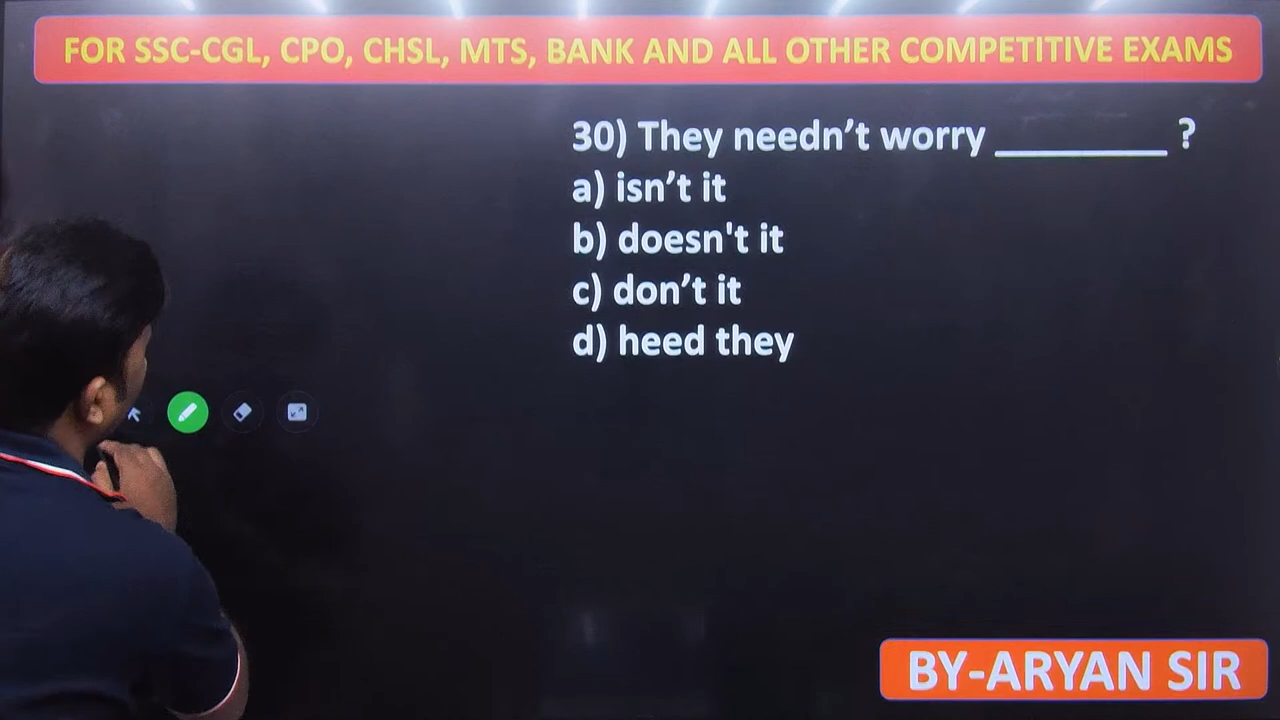 FOR SSC-CGL, CPO, CHSL, MTS, BANK AND ALL OTHER COMPETITIVE EXAMS
30) They needn’t worry _________ ?
a) isn’t it
b) doesn't it
c) don’t it
d) heed they
BY-ARYAN SIR